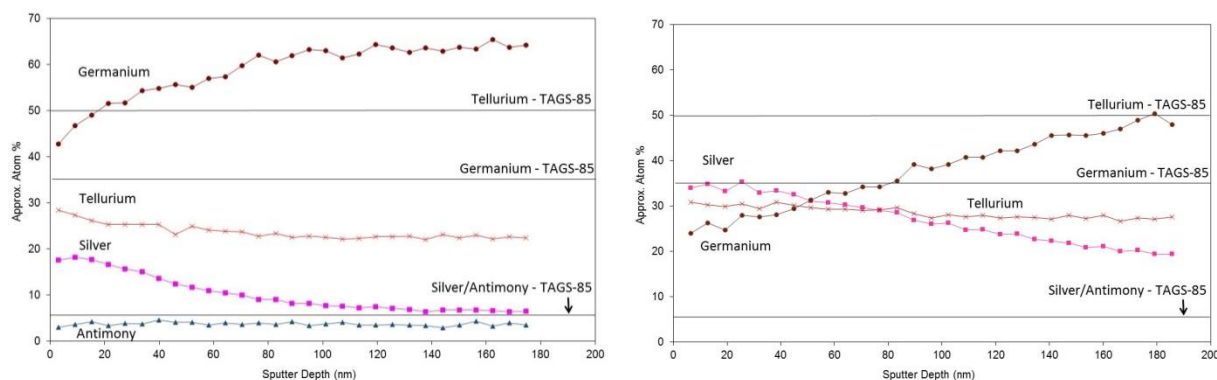 70
60
50
40
30
20
10
0
Approx. Atom %
Germanium
Tellurium - TAGS-85
Germanium - TAGS-85
Tellurium
Silver
Silver/Antimony - TAGS-85
Antimony
0 20 40 60 80 100 120 140 160 180 200
Sputter Depth (nm)
70
60
50
40
30
20
10
0
Approx. Atom %
Tellurium - TAGS-85
Silver
Germanium - TAGS-85
Tellurium
Germanium
Silver/Antimony - TAGS-85
0 20 40 60 80 100 120 140 160 180 200
Sputter Depth (nm)